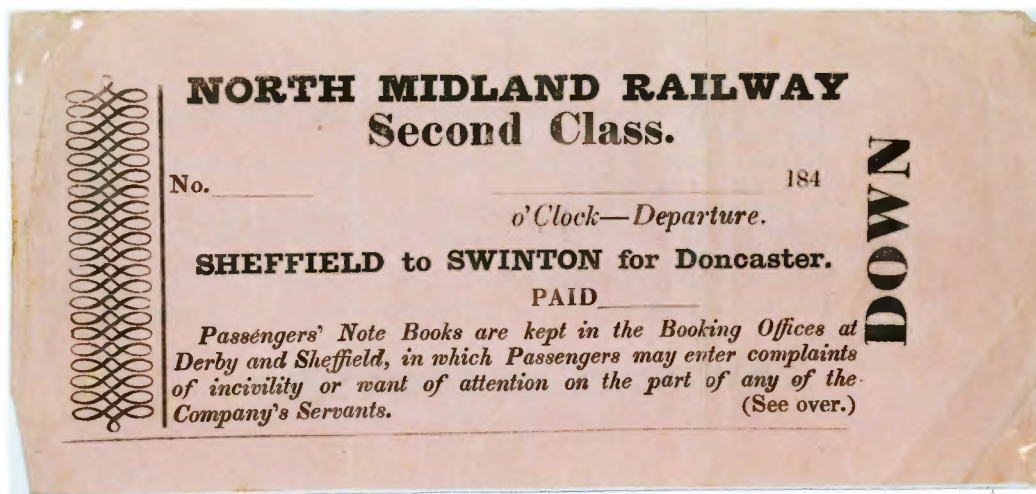 NORTH MIDLAND RAILWAY
Second Class.
No.
184
o'Clock—Departure.
SHEFFIELD to SWINTON for Doncaster.
PAID
Passengers' Note Books are kept in the Booking Offices at
Derby and Sheffield, in which Passengers may enter complaints
of incivility or want of attention on the part of any of the
Company's Servants. (See over.)
DOWN